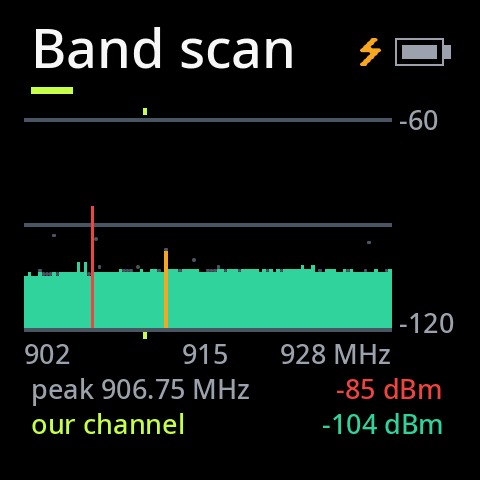 Band scan
-60
-120
902 915 928 MHz
peak 906.75 MHz -85 dBm
our channel -104 dBm